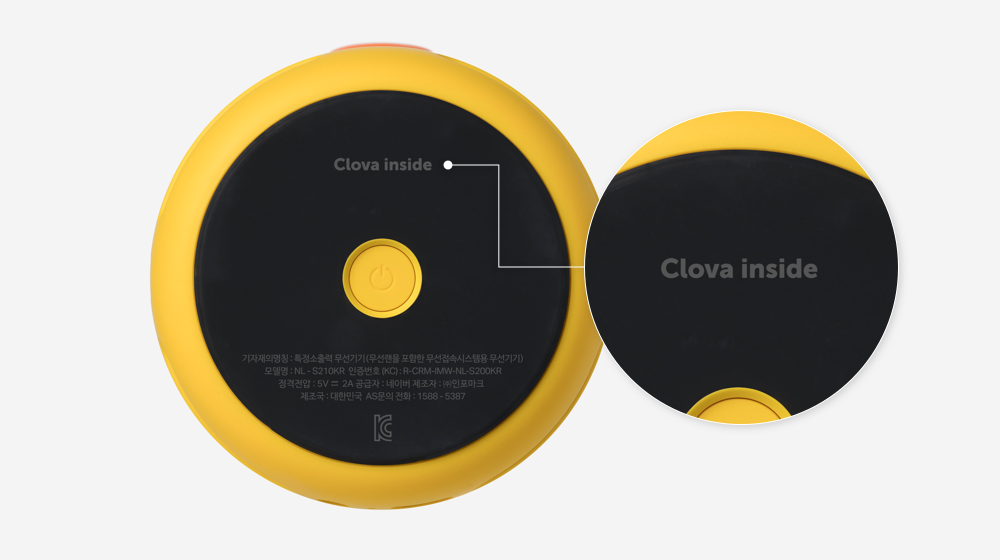 Clova inside
Clova inside
기자재의명칭 : 특정소출력 무선기기(무선랜을 포함한 무선접속시스템용 무선기기)
모델명 : NL - S210KR 인증번호 (KC) : R-CRM-IMW-NL-S200KR
정격전압 : 5V ⎓ 2A 공급자 : 네이버 제조자 : ㈜인포마크
제조국 : 대한민국 AS문의 전화 : 1588 - 5387